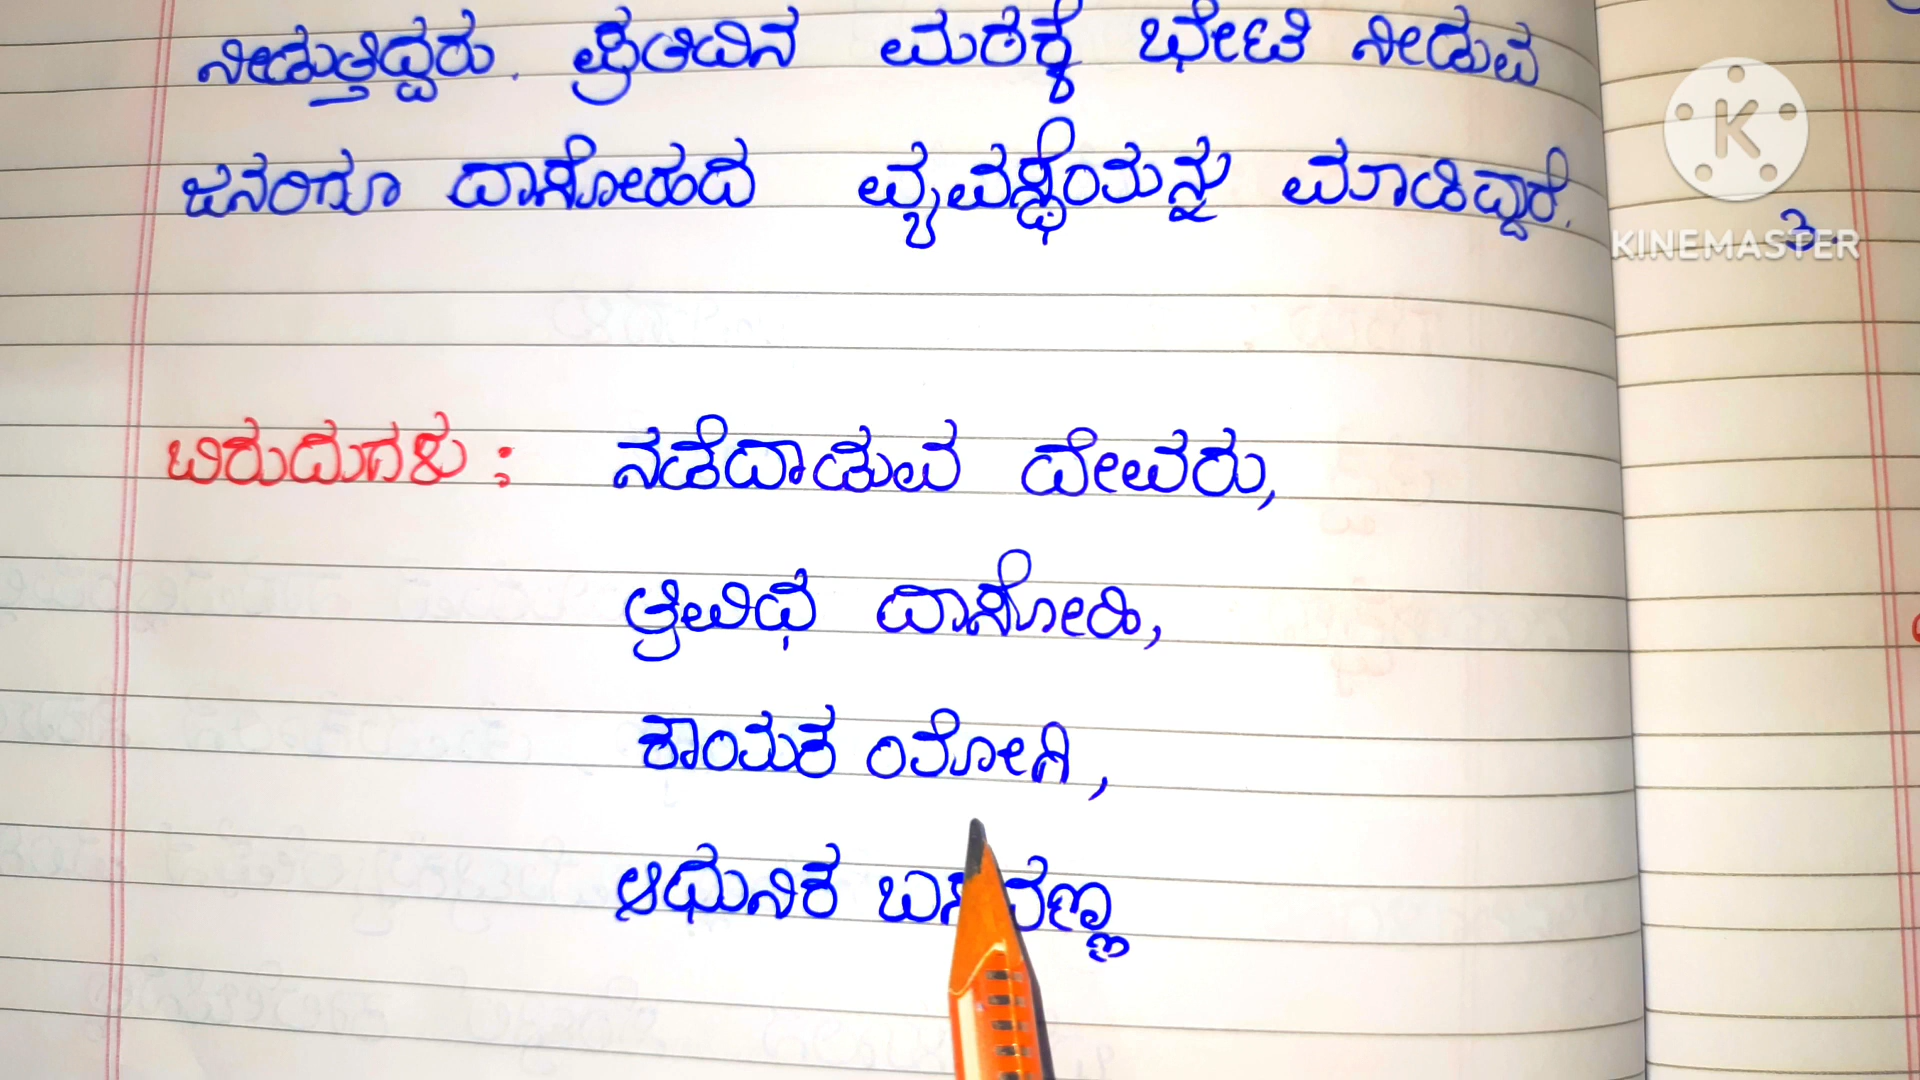 ನೀಡುತ್ತಿದ್ದರು. ಪ್ರತಿದಿನ ಮಠಕ್ಕೆ ಭೇಟಿ ನೀಡುವ
ಜನರಿಗೂ ದಾಸೋಹದ ವ್ಯವಸ್ಥೆಯನ್ನು ಮಾಡಿದ್ದಾರೆ.
ಬಿರುದುಗಳು : ನಡೆದಾಡುವ ದೇವರು,
ತ್ರಿವಿಧ ದಾಸೋಹಿ,
ಕಾಯಕ ಯೋಗಿ,
ಆಧುನಿಕ ಬಸವಣ್ಣ
KINEMASTER